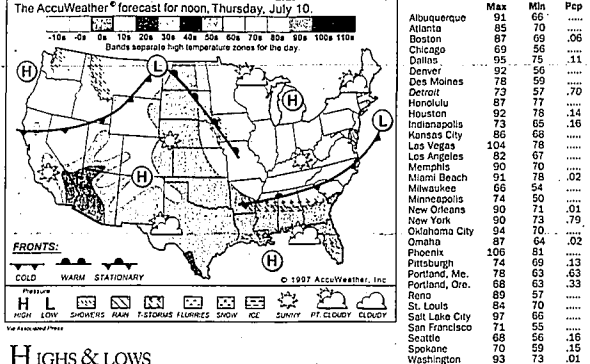 The AccuWeather® forecast for noon, Thursday, July 10.
-10s -0s 0s 10s 20s 30s 40s 50s 60s 70s 80s 90s 100s 110s
Bands separate high temperature zones for the day.
H
L
H
L
H
H
FRONTS:
COLD WARM STATIONARY
© 1997 AccuWeather, Inc
Pressure
H L
HIGH LOW SHOWERS RAIN T-STORMS FLURRIES SNOW ICE SUNNY PT. CLOUDY CLOUDY
Via Associated Press
HIGHS & LOWS
Max Min Pcp
Albuquerque 91 66 .....
Atlanta 85 70 .....
Boston 87 69 .06
Chicago 69 56 .....
Dallas 95 75 .11
Denver 92 56 .....
Des Moines 78 59 .....
Detroit 73 57 .70
Honolulu 87 77 .....
Houston 92 78 .14
Indianapolis 73 65 .16
Kansas City 86 68 .....
Las Vegas 104 78 .....
Los Angeles 82 67 .....
Memphis 90 70 .....
Miami Beach 91 78 .02
Milwaukee 66 54 .....
Minneapolis 74 50 .....
New Orleans 90 71 .01
New York 90 73 .79
Oklahoma City 94 70 .....
Omaha 87 64 .02
Phoenix 106 81 .....
Pittsburgh 74 69 .13
Portland, Me. 78 63 .63
Portland, Ore. 68 63 .33
Reno 89 57 .....
St. Louis 84 70 .....
Salt Lake City 97 66 .....
San Francisco 71 55 .....
Seattle 68 56 .16
Spokane 70 59 .15
Washington 93 73 .01